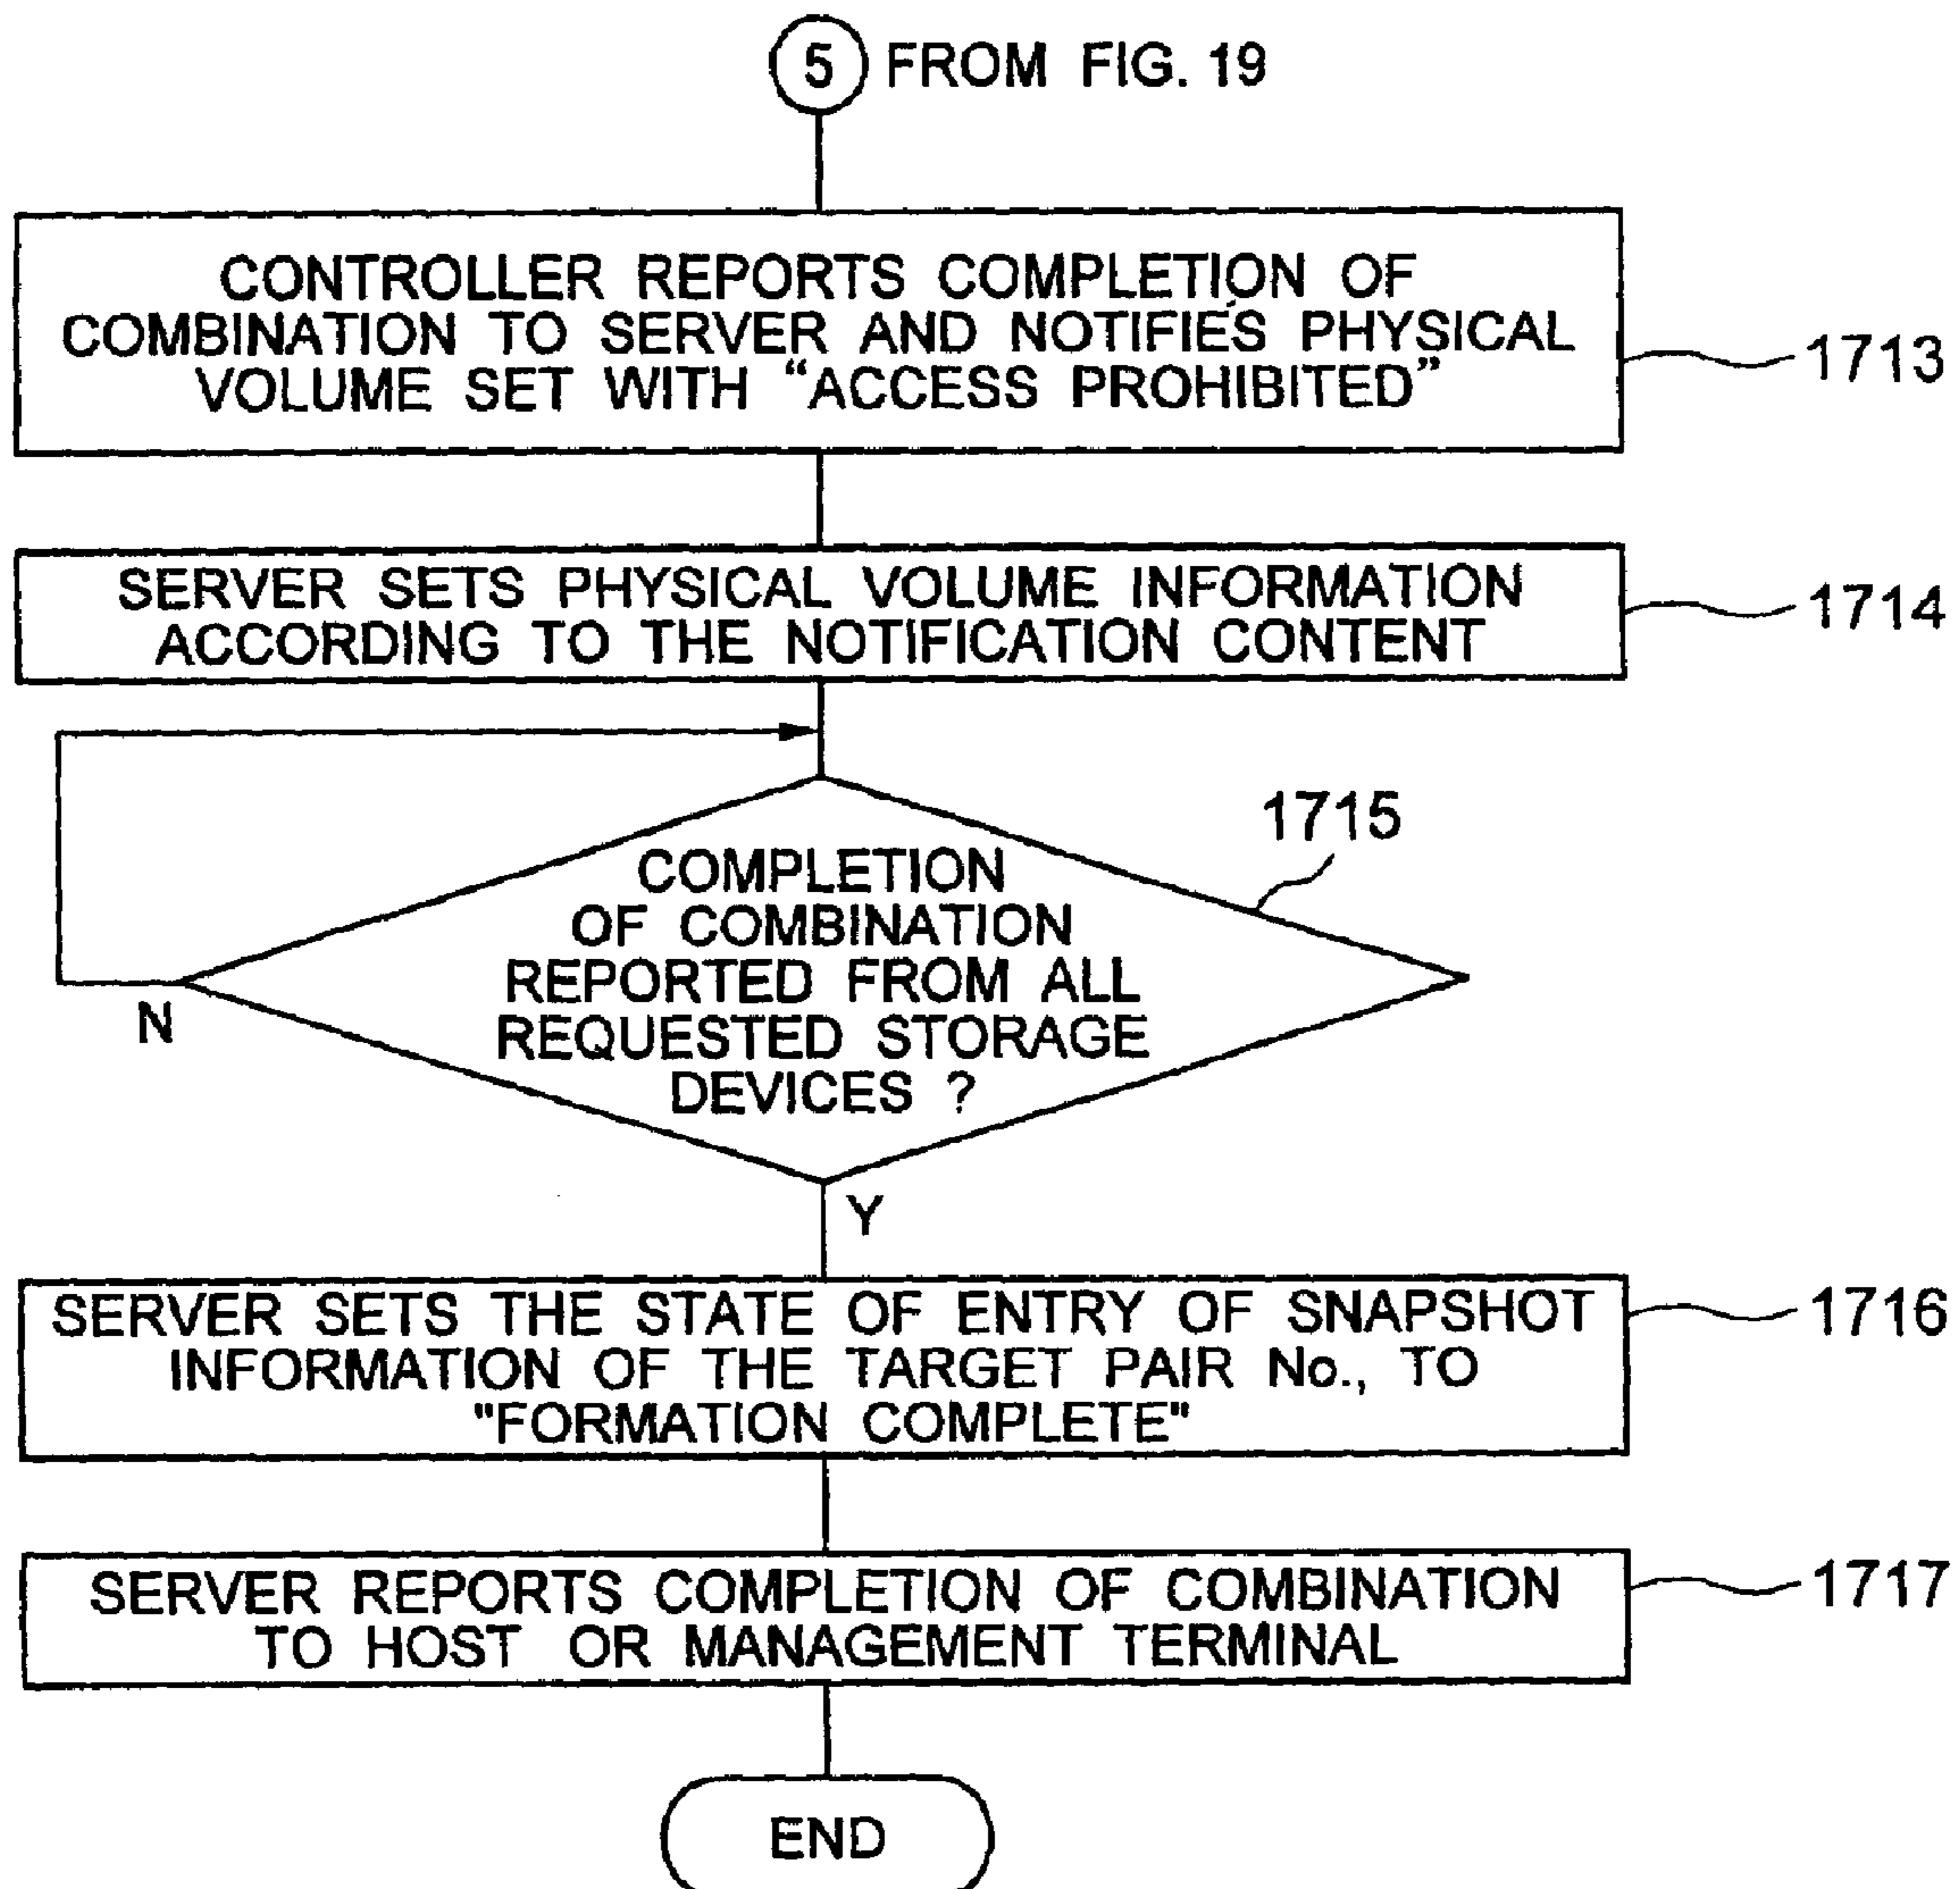 5 FROM FIG. 19
CONTROLLER REPORTS COMPLETION OF
COMBINATION TO SERVER AND NOTIFIES PHYSICAL
VOLUME SET WITH “ACCESS PROHIBITED”
1713
SERVER SETS PHYSICAL VOLUME INFORMATION
ACCORDING TO THE NOTIFICATION CONTENT
1714
1715
COMPLETION
OF COMBINATION
REPORTED FROM ALL
REQUESTED STORAGE
DEVICES ?
N
Y
SERVER SETS THE STATE OF ENTRY OF SNAPSHOT
INFORMATION OF THE TARGET PAIR No., TO
"FORMATION COMPLETE"
1716
SERVER REPORTS COMPLETION OF COMBINATION
TO HOST OR MANAGEMENT TERMINAL
1717
END